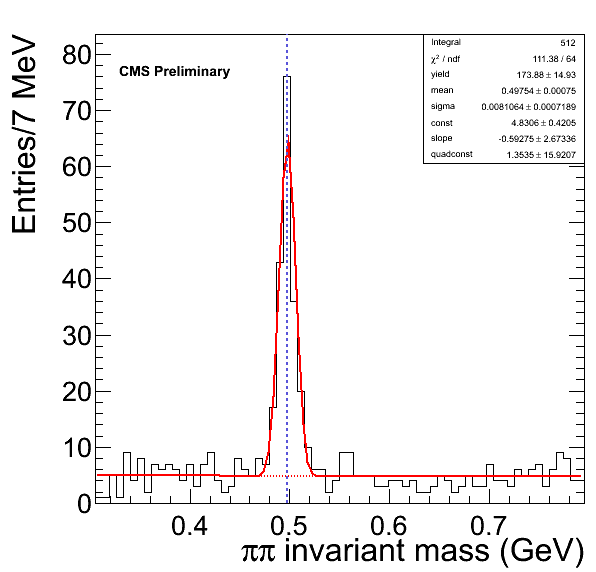 Entries/7 MeV
80
70
60
50
40
30
20
10
0
CMS Preliminary
Integral 512
χ² / ndf 111.38 / 64
yield 173.88 ± 14.93
mean 0.49754 ± 0.00075
sigma 0.0081064 ± 0.0007189
const 4.8306 ± 0.4205
slope -0.59275 ± 2.67336
quadconst 1.3535 ± 15.9207
0.4 0.5 0.6 0.7
ππ invariant mass (GeV)